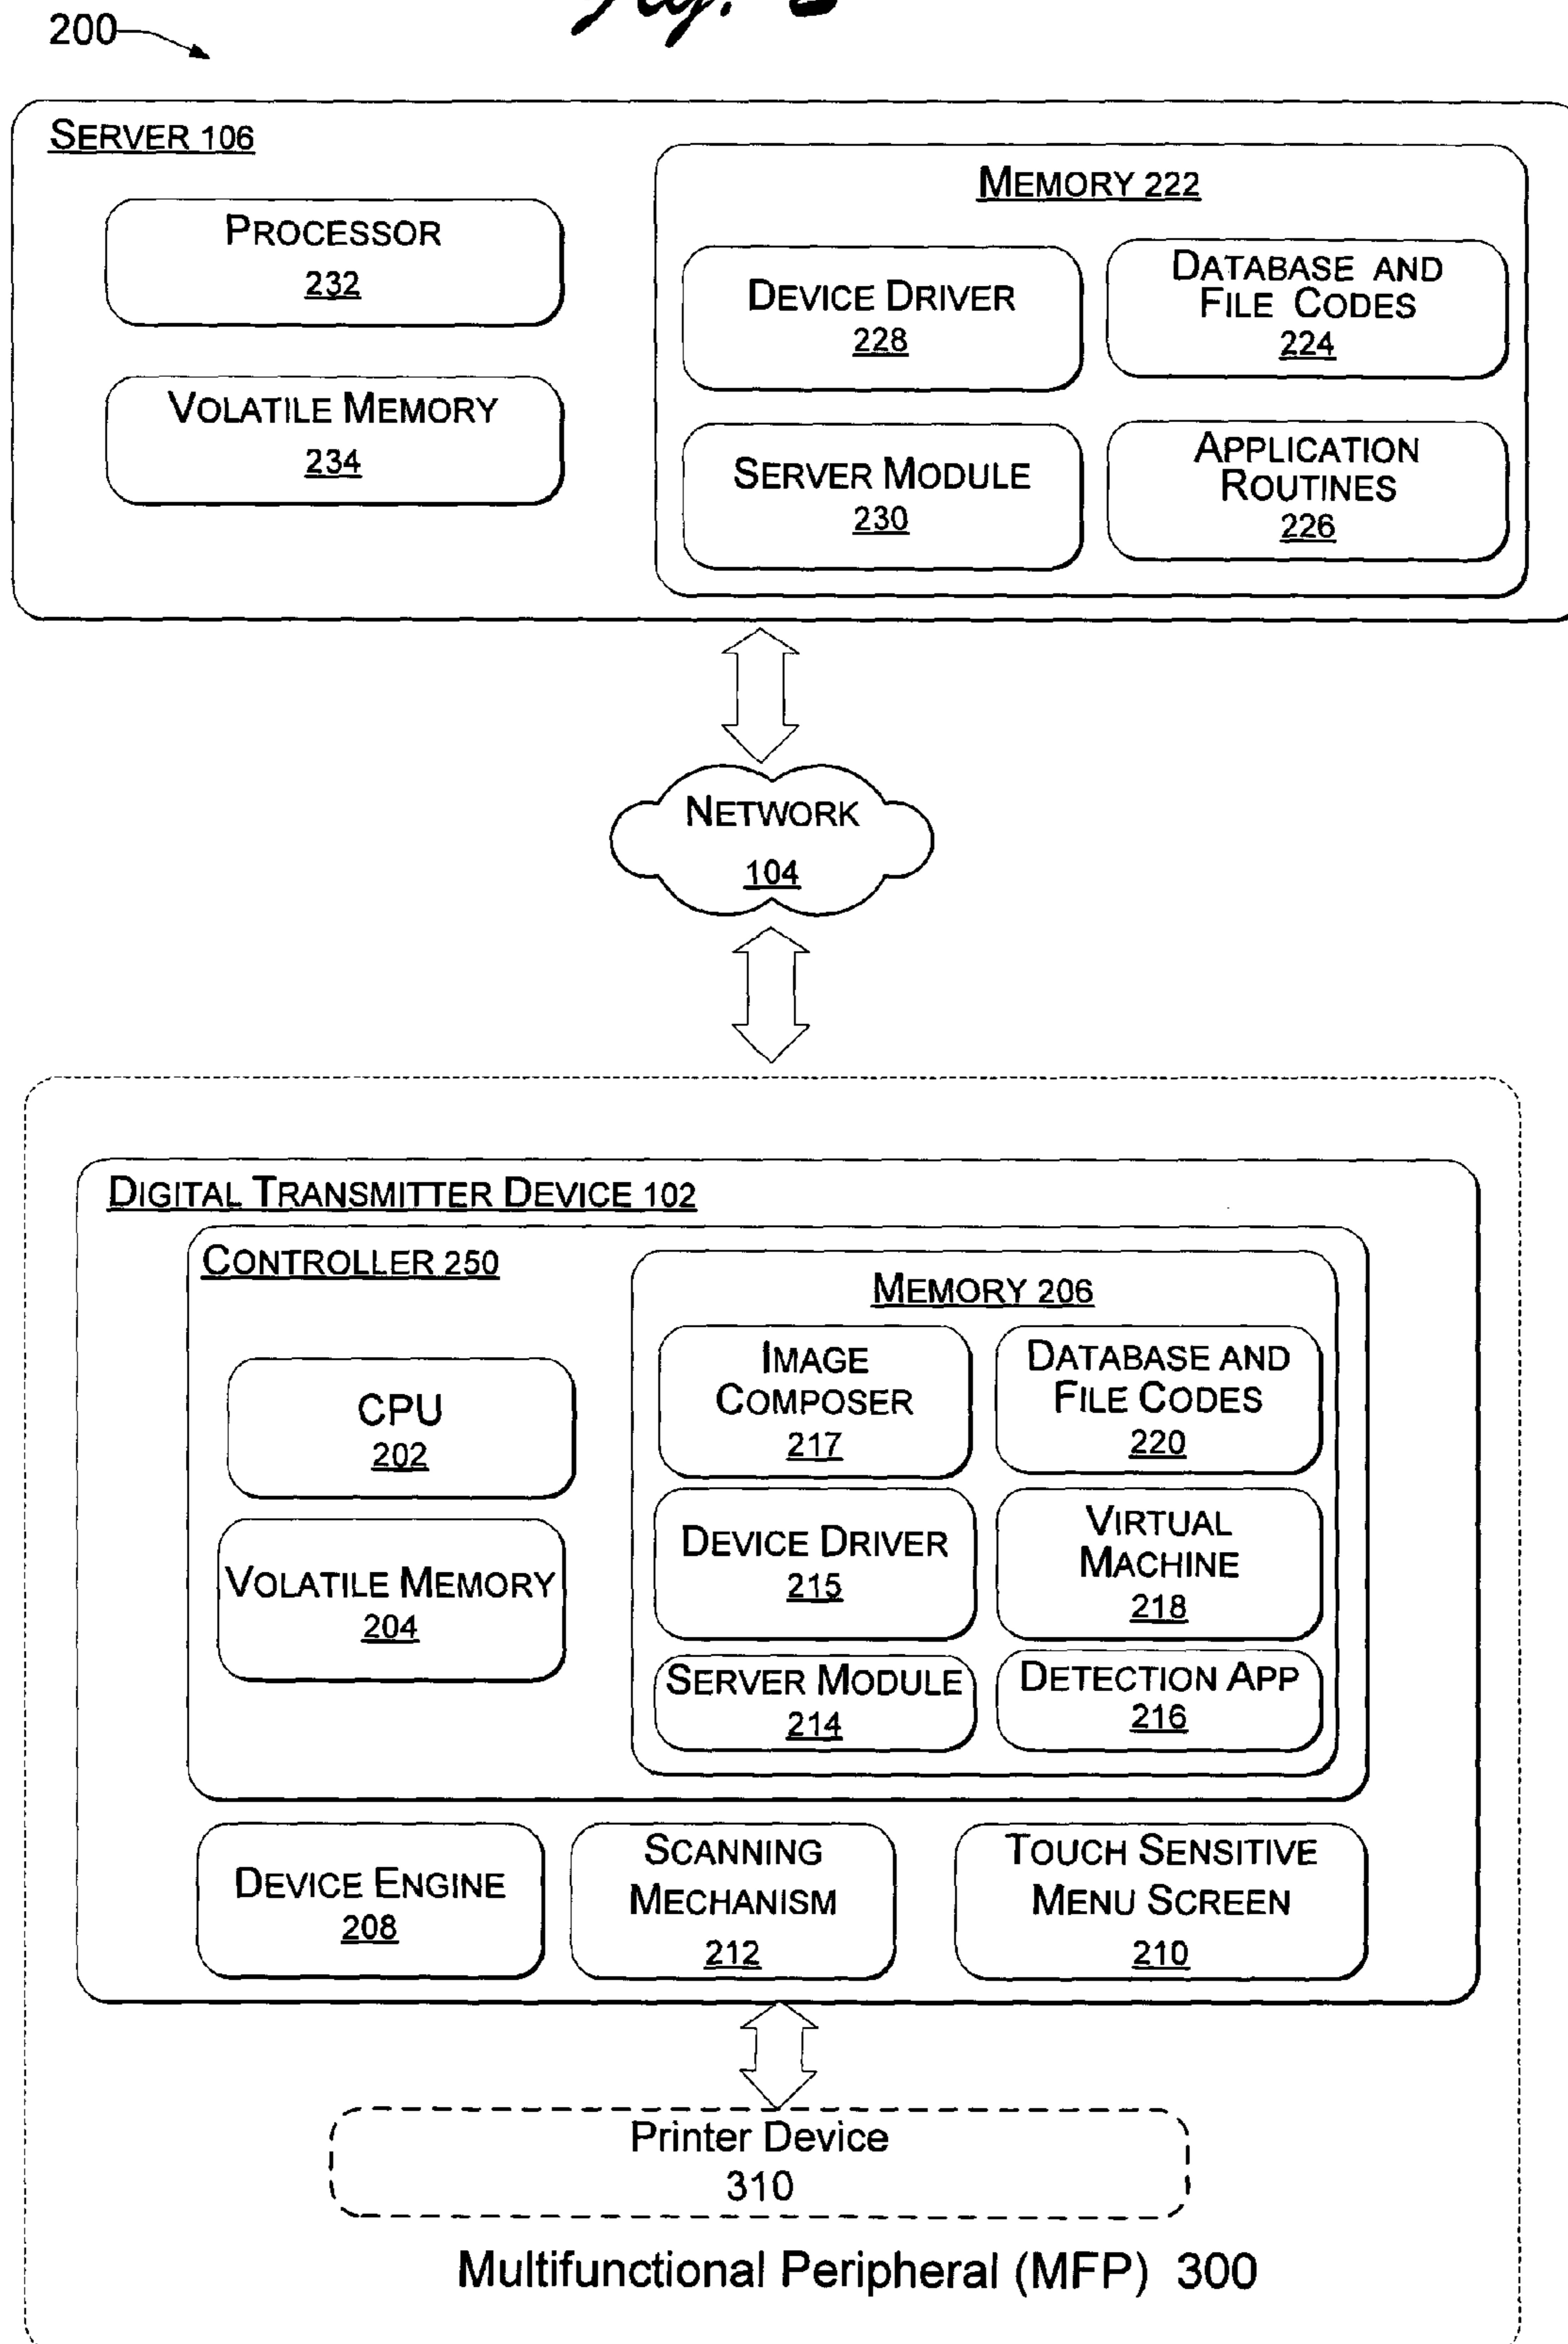 200
SERVER 106
PROCESSOR
232
VOLATILE MEMORY
234
MEMORY 222
DEVICE DRIVER
228
DATABASE AND
FILE CODES
224
SERVER MODULE
230
APPLICATION
ROUTINES
226
NETWORK
104
DIGITAL TRANSMITTER DEVICE 102
CONTROLLER 250
CPU
202
VOLATILE MEMORY
204
MEMORY 206
IMAGE
COMPOSER
217
DATABASE AND
FILE CODES
220
DEVICE DRIVER
215
VIRTUAL
MACHINE
218
SERVER MODULE
214
DETECTION APP
216
DEVICE ENGINE
208
SCANNING
MECHANISM
212
TOUCH SENSITIVE
MENU SCREEN
210
Printer Device
310
Multifunctional Peripheral (MFP) 300